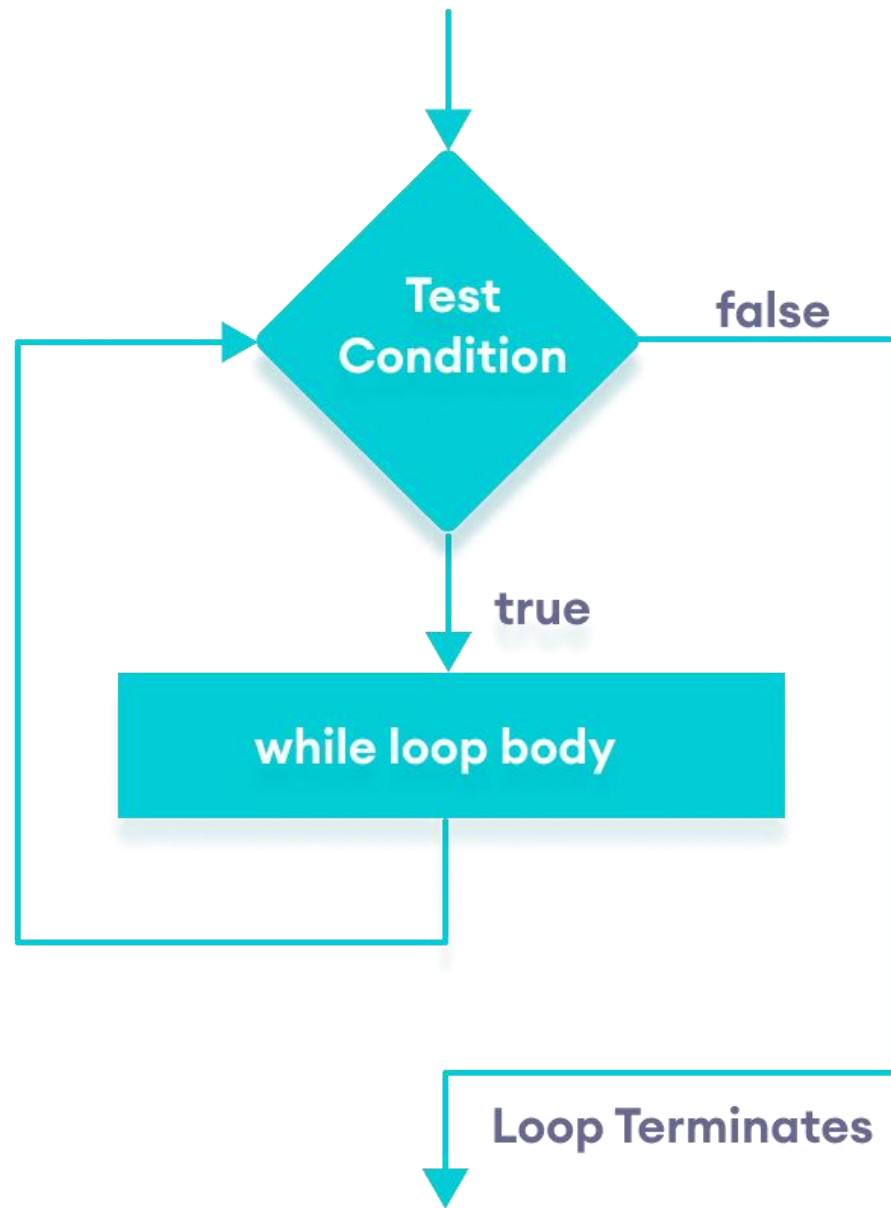 Test
Condition
false
true
while loop body
Loop Terminates